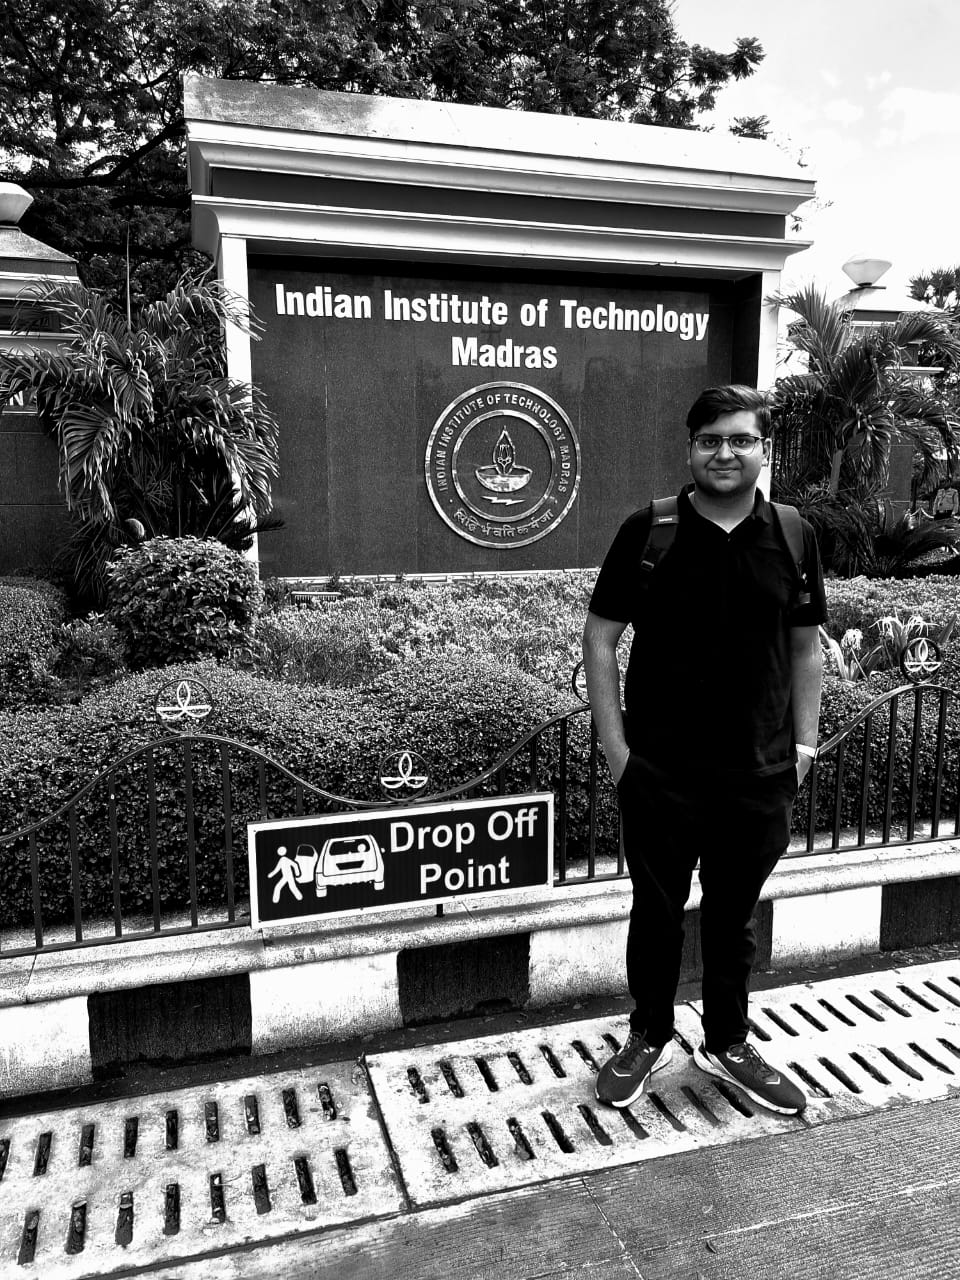 Indian Institute of Technology
Madras
INDIAN INSTITUTE OF TECHNOLOGY MADRAS
सिद्धिर्भवति कर्मजा
Drop Off
Point